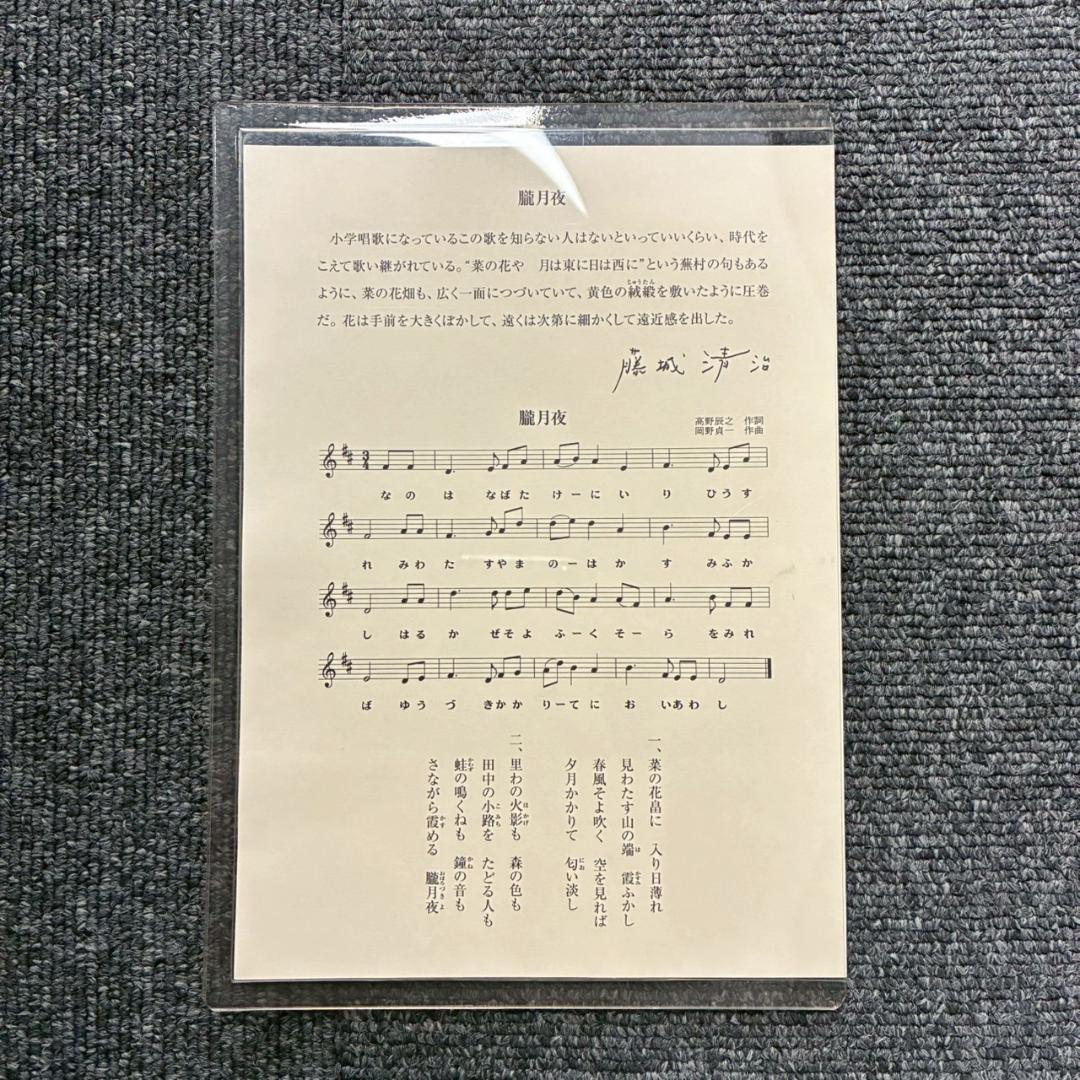 朧月夜
小学唱歌になっているこの歌を知らない人はないといっていいくらい、時代を
こえて歌い継がれている。“菜の花や　月は東に日は西に”という蕪村の句もある
ように、菜の花畑も、広く一面につづいていて、黄色の絨緞を敷いたように圧巻
だ。花は手前を大きくぼかして、遠くは次第に細かくして遠近感を出した。
藤城清治
朧月夜
高野辰之　作詞
岡野貞一　作曲
なのは なばたけーにいり ひうす
れ みわた すやまのーはかす みふか
し はるか ぜそよふーくそーら をみれ
ば ゆうづ きかかりーてにお いあわし
一、菜の花畠に　入り日薄れ
見わたす山の端　霞ふかし
春風そよ吹く　空を見れば
夕月かかりて　匂い淡し
二、里わの火影も　森の色も
田中の小路を　たどる人も
蛙の鳴くねも　鐘の音も
さながら霞める　朧月夜